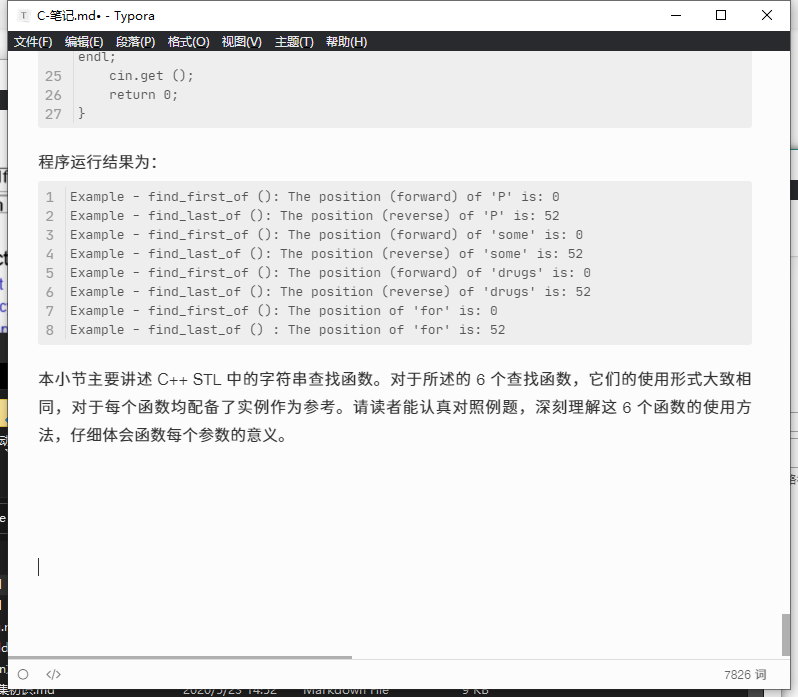 C-笔记.md• - Typora
文件(F) 编辑(E) 段落(P) 格式(O) 视图(V) 主题(T) 帮助(H)
endl;
25 cin.get ();
26 return 0;
27 }
程序运行结果为：
1 Example - find_first_of (): The position (forward) of 'P' is: 0
2 Example - find_last_of (): The position (reverse) of 'P' is: 52
3 Example - find_first_of (): The position (forward) of 'some' is: 0
4 Example - find_last_of (): The position (reverse) of 'some' is: 52
5 Example - find_first_of (): The position (forward) of 'drugs' is: 0
6 Example - find_last_of (): The position (reverse) of 'drugs' is: 52
7 Example - find_first_of (): The position of 'for' is: 0
8 Example - find_last_of () : The position of 'for' is: 52
本小节主要讲述 C++ STL 中的字符串查找函数。对于所述的 6 个查找函数，它们的使用形式大致相
同，对于每个函数均配备了实例作为参考。请读者能认真对照例题，深刻理解这 6 个函数的使用方
法，仔细体会函数每个参数的意义。
</> 7826 词
2020/5/23 14:52 Markdown File 9 KB